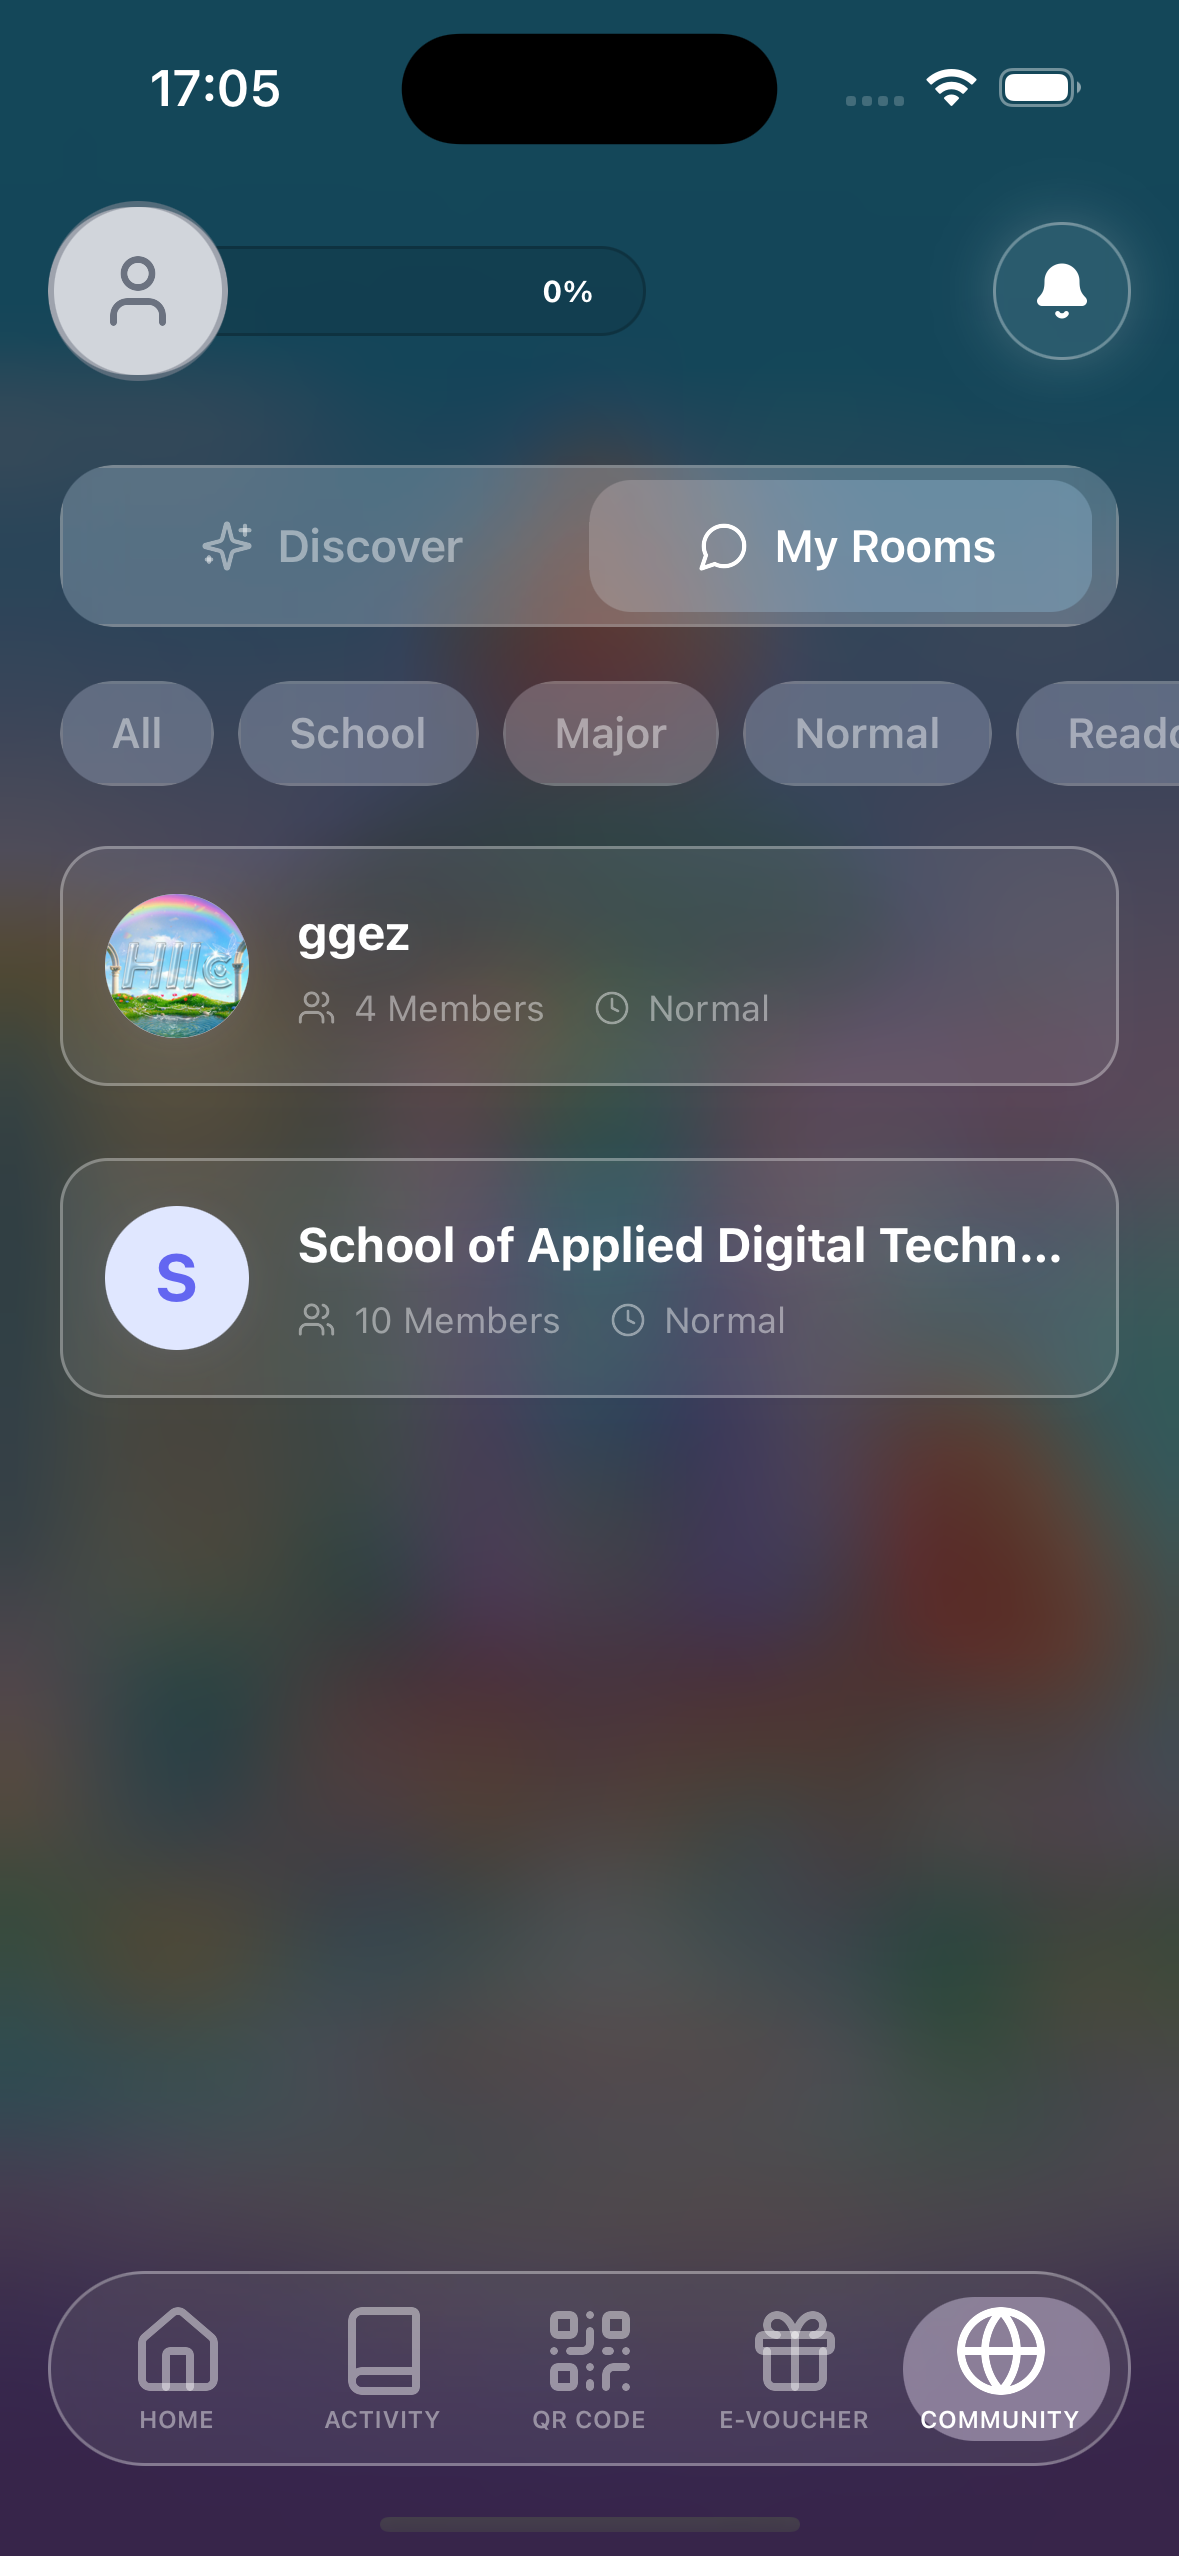 17:05
0%
Discover
My Rooms
All
School
Major
Normal
HIIC
ggez
4 Members
Normal
S
School of Applied Digital Techn...
10 Members
Normal
HOME
ACTIVITY
QR CODE
E-VOUCHER
COMMUNITY